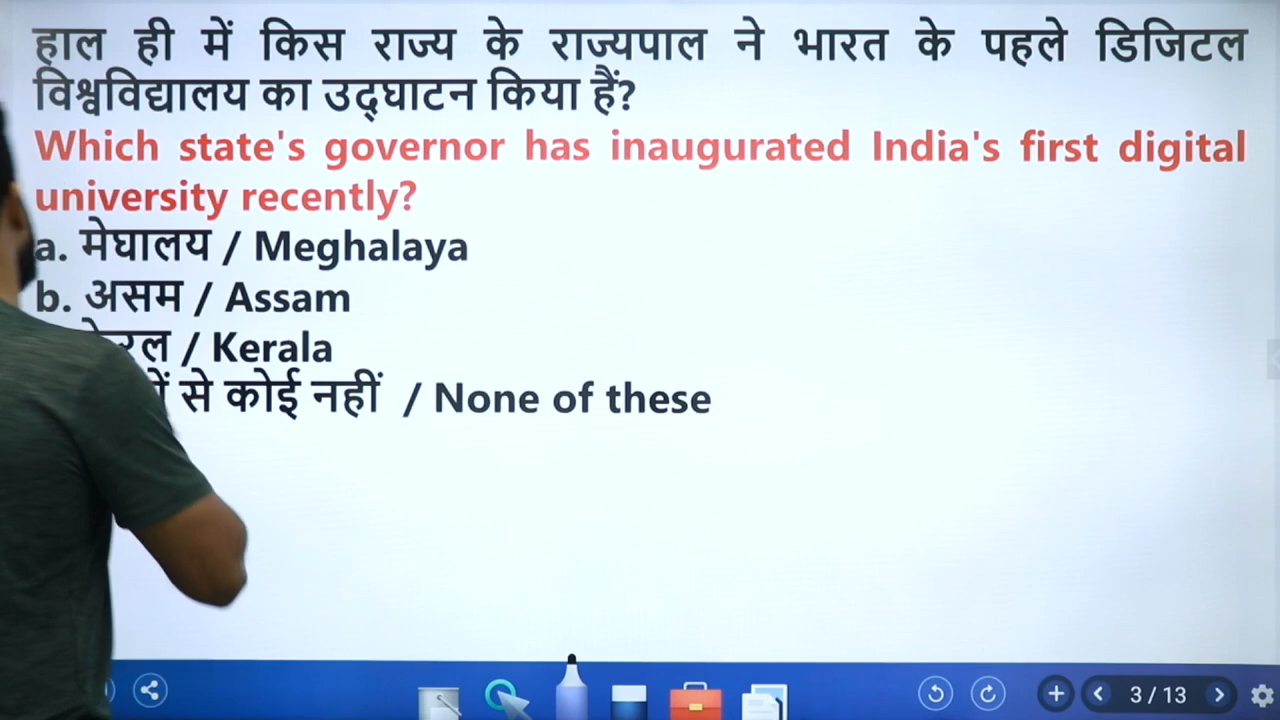 हाल ही में किस राज्य के राज्यपाल ने भारत के पहले डिजिटल
विश्वविद्यालय का उद्घाटन किया हैं?
Which state's governor has inaugurated India's first digital
university recently?
a. मेघालय / Meghalaya
b. असम / Assam
/ Kerala
से कोई नहीं / None of these
3 / 13